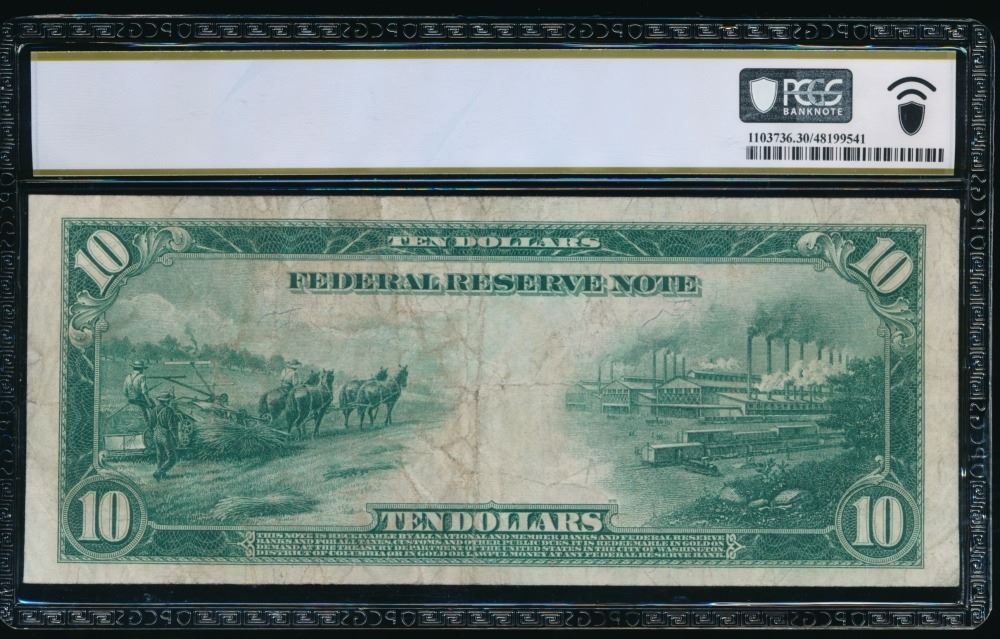 PCGS
BANKNOTE
1103736.30/48199541
10 TEN DOLLARS 10
FEDERAL RESERVE NOTE
10 TEN DOLLARS 10
THIS NOTE IS RECEIVABLE BY ALL NATIONAL AND MEMBER BANKS AND FEDERAL RESERVE
BANKS AND FOR ALL TAXES, CUSTOMS AND OTHER PUBLIC DUES. IT IS REDEEMABLE IN GOLD ON
DEMAND AT THE TREASURY DEPARTMENT OF THE UNITED STATES IN THE CITY OF WASHINGTON,
DISTRICT OF COLUMBIA OR IN GOLD OR LAWFUL MONEY AT ANY FEDERAL RESERVE BANK.